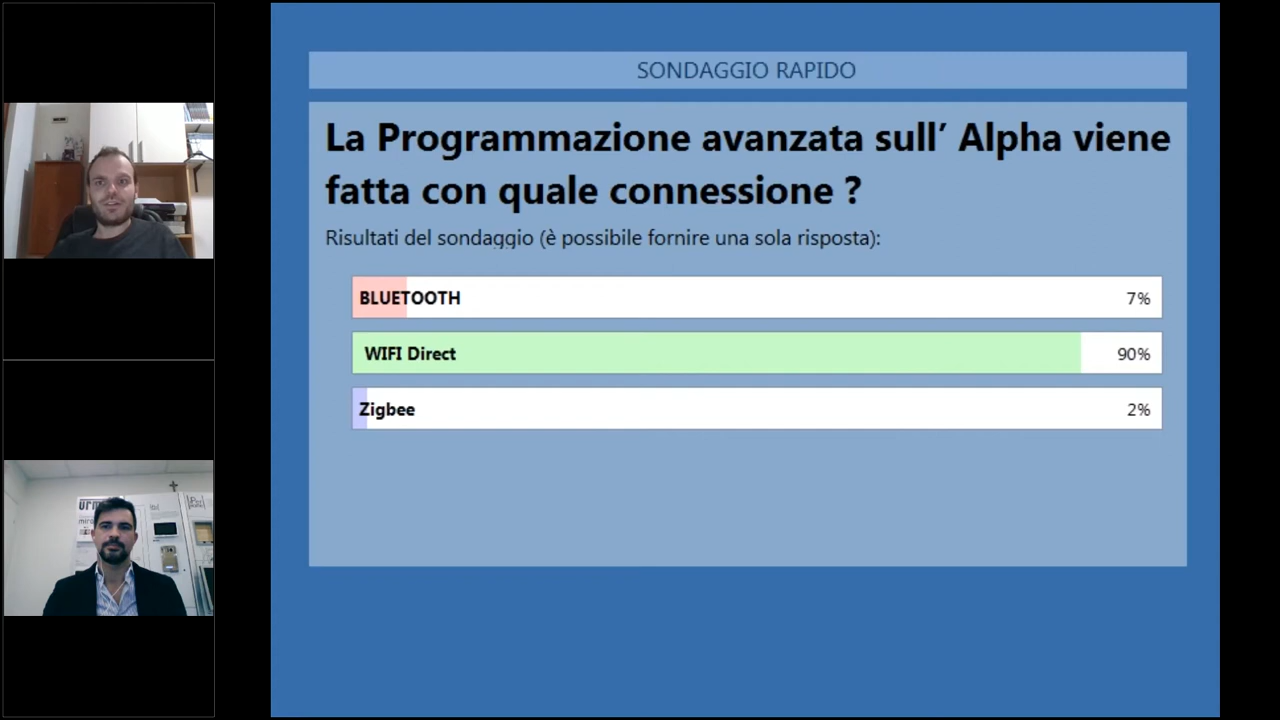 SONDAGGIO RAPIDO
La Programmazione avanzata sull’ Alpha viene
fatta con quale connessione ?
Risultati del sondaggio (è possibile fornire una sola risposta):
BLUETOOTH 7%
WIFI Direct 90%
Zigbee 2%